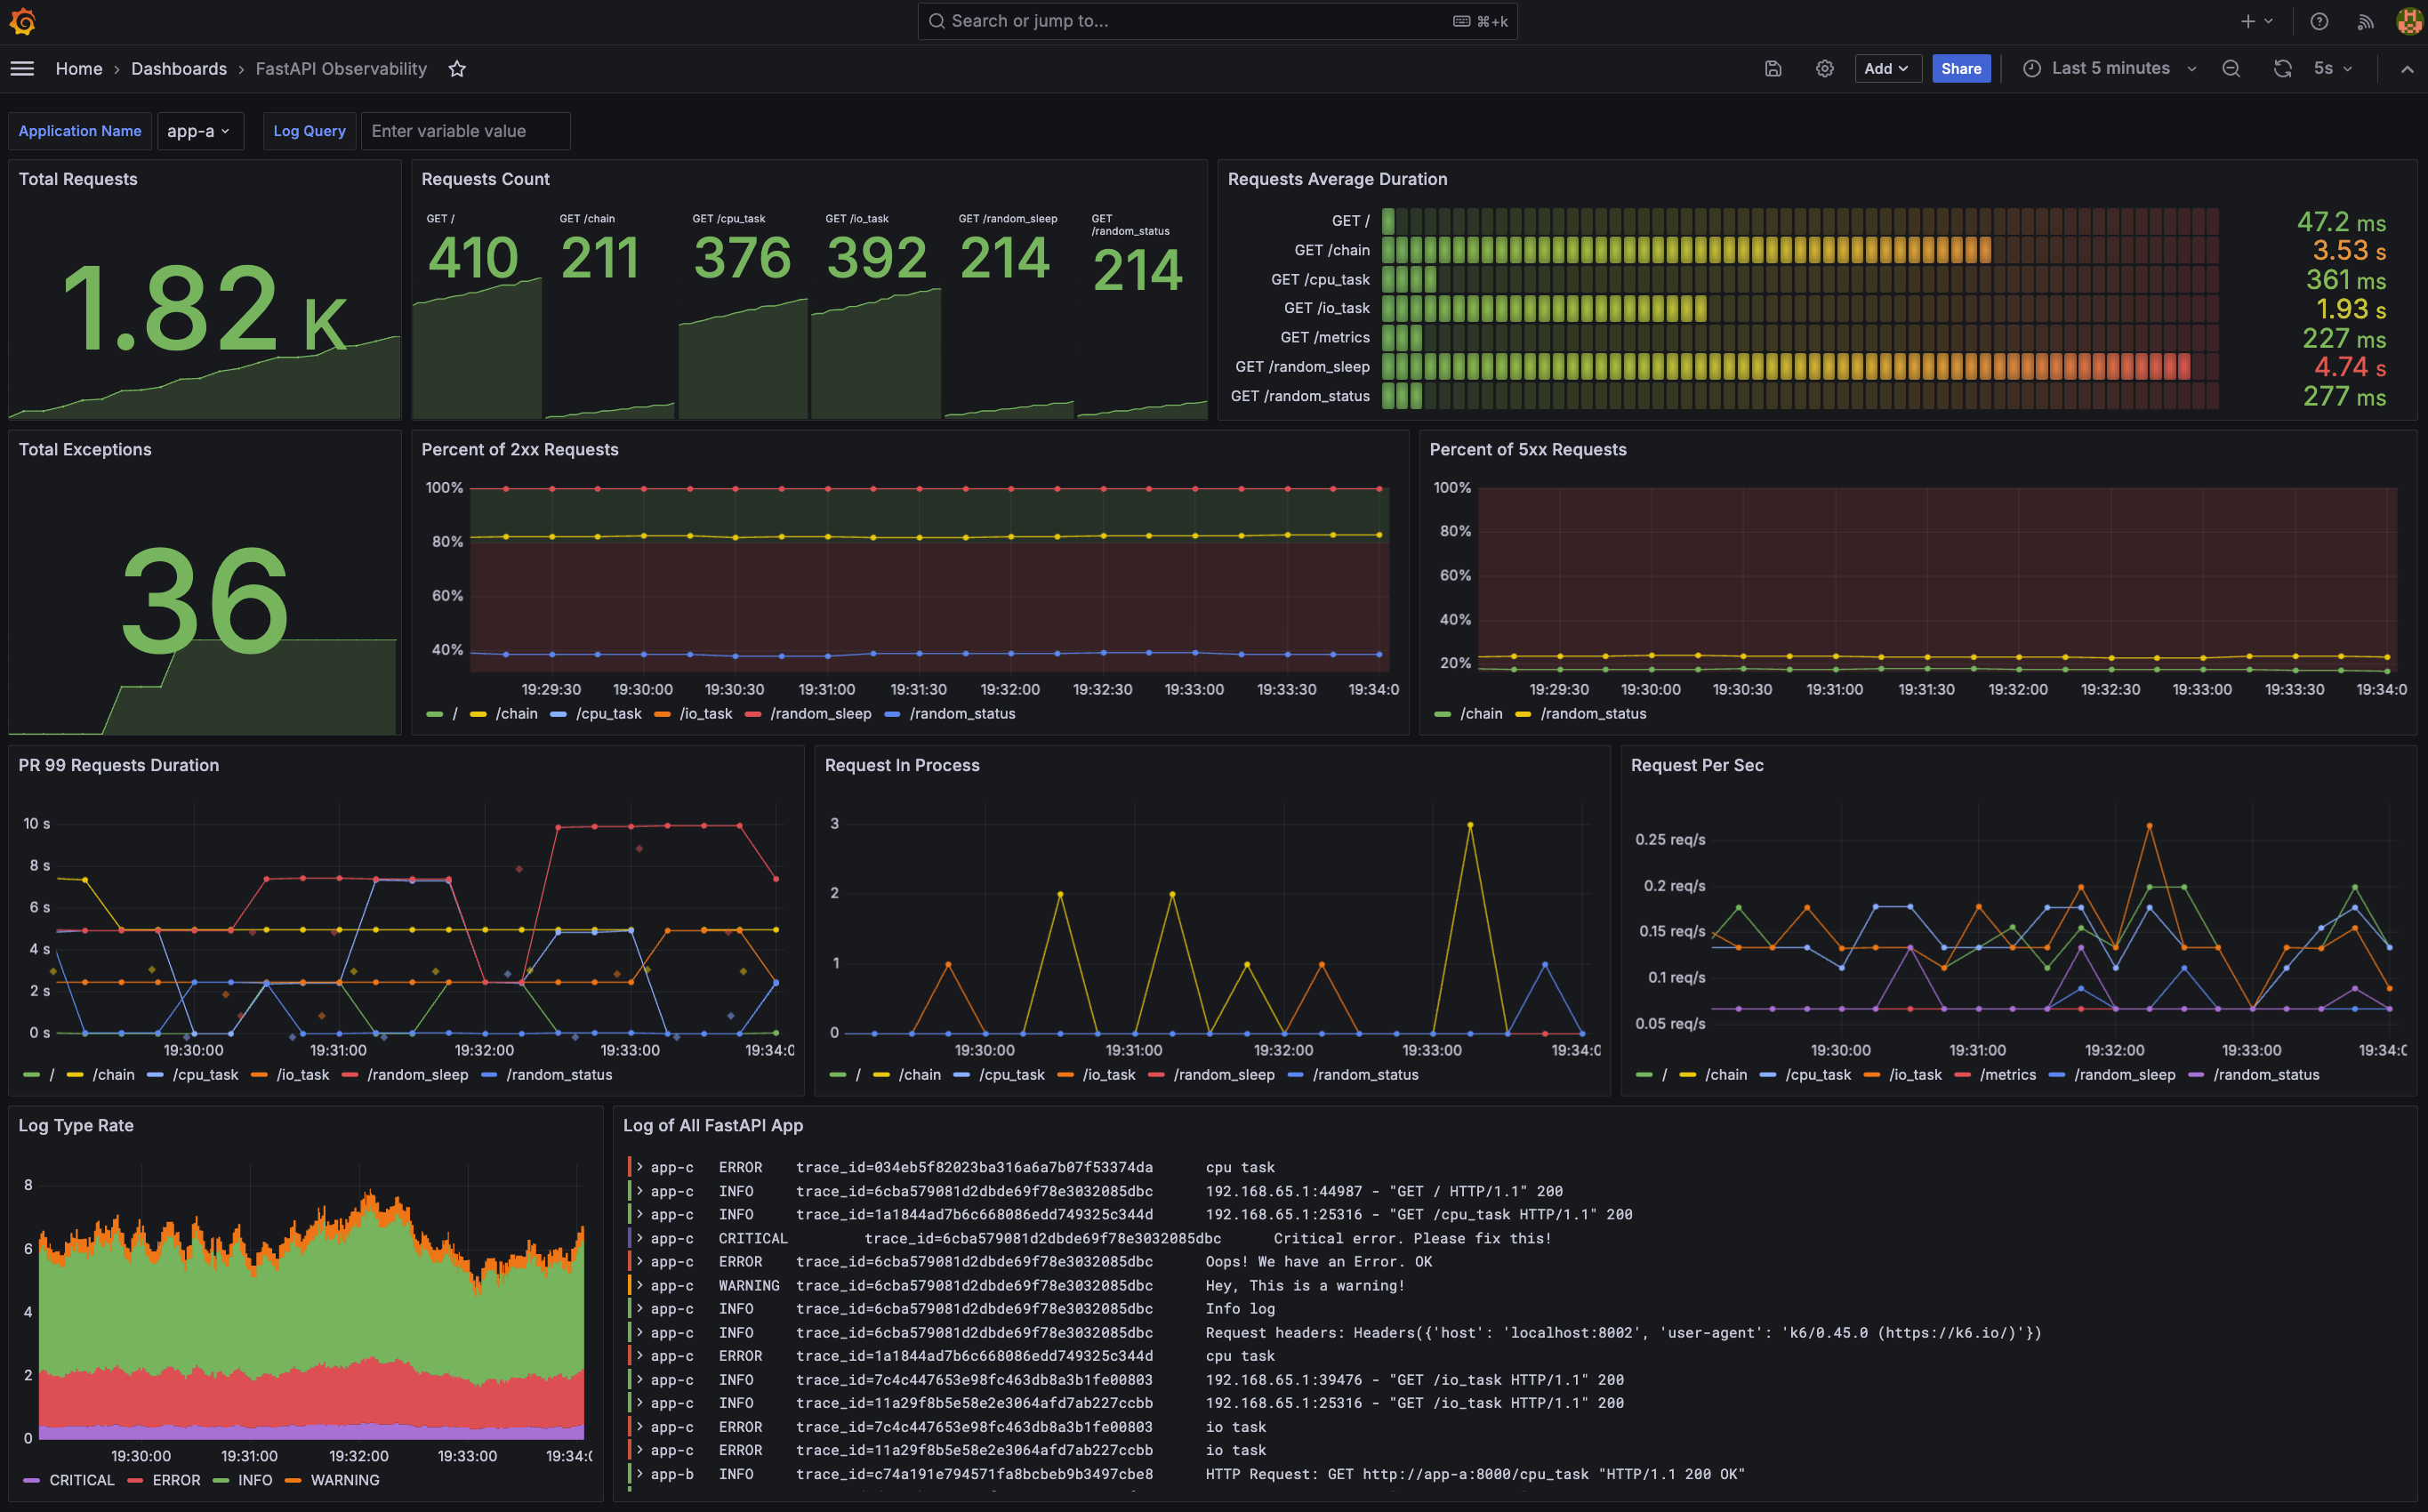 Search or jump to... ⌘+k
Home › Dashboards › FastAPI Observability
Add Share Last 5 minutes 5s
Application Name app-a Log Query Enter variable value
Total Requests
1.82 K
Requests Count
GET / GET /chain GET /cpu_task GET /io_task GET /random_sleep GET
/random_status
410 211 376 392 214 214
Requests Average Duration
GET / 47.2 ms
GET /chain 3.53 s
GET /cpu_task 361 ms
GET /io_task 1.93 s
GET /metrics 227 ms
GET /random_sleep 4.74 s
GET /random_status 277 ms
Total Exceptions
36
Percent of 2xx Requests
100%
80%
60%
40%
19:29:30 19:30:00 19:30:30 19:31:00 19:31:30 19:32:00 19:32:30 19:33:00 19:33:30 19:34:0
/ /chain /cpu_task /io_task /random_sleep /random_status
Percent of 5xx Requests
100%
80%
60%
40%
20%
19:29:30 19:30:00 19:30:30 19:31:00 19:31:30 19:32:00 19:32:30 19:33:00 19:33:30 19:34:0
/chain /random_status
PR 99 Requests Duration
10 s
8 s
6 s
4 s
2 s
0 s
19:30:00 19:31:00 19:32:00 19:33:00 19:34:0
/ /chain /cpu_task /io_task /random_sleep /random_status
Request In Process
3
2
1
0
19:30:00 19:31:00 19:32:00 19:33:00 19:34:0
/ /chain /cpu_task /io_task /random_sleep /random_status
Request Per Sec
0.25 req/s
0.2 req/s
0.15 req/s
0.1 req/s
0.05 req/s
19:30:00 19:31:00 19:32:00 19:33:00 19:34:0
/ /chain /cpu_task /io_task /metrics /random_sleep /random_status
Log Type Rate
8
6
4
2
0
19:30:00 19:31:00 19:32:00 19:33:00 19:34:0
CRITICAL ERROR INFO WARNING
Log of All FastAPI App
app-c ERROR trace_id=034eb5f82023ba316a6a7b07f53374da cpu task
app-c INFO trace_id=6cba579081d2dbde69f78e3032085dbc 192.168.65.1:44987 - "GET / HTTP/1.1" 200
app-c INFO trace_id=1a1844ad7b6c668086edd749325c344d 192.168.65.1:25316 - "GET /cpu_task HTTP/1.1" 200
app-c CRITICAL trace_id=6cba579081d2dbde69f78e3032085dbc Critical error. Please fix this!
app-c ERROR trace_id=6cba579081d2dbde69f78e3032085dbc Oops! We have an Error. OK
app-c WARNING trace_id=6cba579081d2dbde69f78e3032085dbc Hey, This is a warning!
app-c INFO trace_id=6cba579081d2dbde69f78e3032085dbc Info log
app-c INFO trace_id=6cba579081d2dbde69f78e3032085dbc Request headers: Headers({'host': 'localhost:8002', 'user-agent': 'k6/0.45.0 (https://k6.io/)'})
app-c ERROR trace_id=1a1844ad7b6c668086edd749325c344d cpu task
app-c INFO trace_id=7c4c447653e98fc463db8a3b1fe00803 192.168.65.1:39476 - "GET /io_task HTTP/1.1" 200
app-c INFO trace_id=11a29f8b5e58e2e3064afd7ab227ccbb 192.168.65.1:25316 - "GET /io_task HTTP/1.1" 200
app-c ERROR trace_id=7c4c447653e98fc463db8a3b1fe00803 io task
app-c ERROR trace_id=11a29f8b5e58e2e3064afd7ab227ccbb io task
app-b INFO trace_id=c74a191e794571fa8bcbeb9b3497cbe8 HTTP Request: GET http://app-a:8000/cpu_task "HTTP/1.1 200 OK"